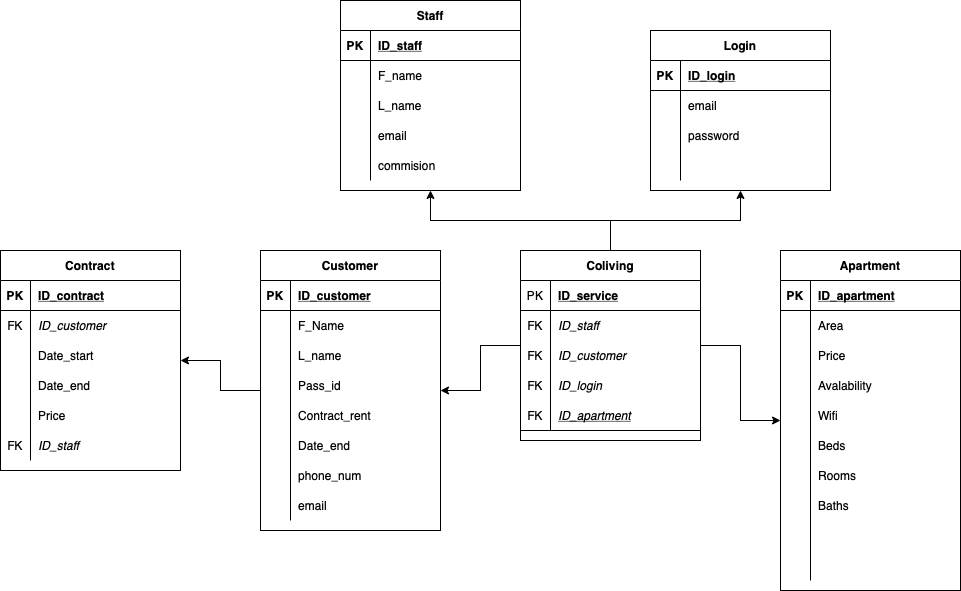 Staff
PK ID_staff
F_name
L_name
email
commision
Login
PK ID_login
email
password
Contract
PK ID_contract
FK ID_customer
Date_start
Date_end
Price
FK ID_staff
Customer
PK ID_customer
F_Name
L_name
Pass_id
Contract_rent
Date_end
phone_num
email
Coliving
PK ID_service
FK ID_staff
FK ID_customer
FK ID_login
FK ID_apartment
Apartment
PK ID_apartment
Area
Price
Avalability
Wifi
Beds
Rooms
Baths